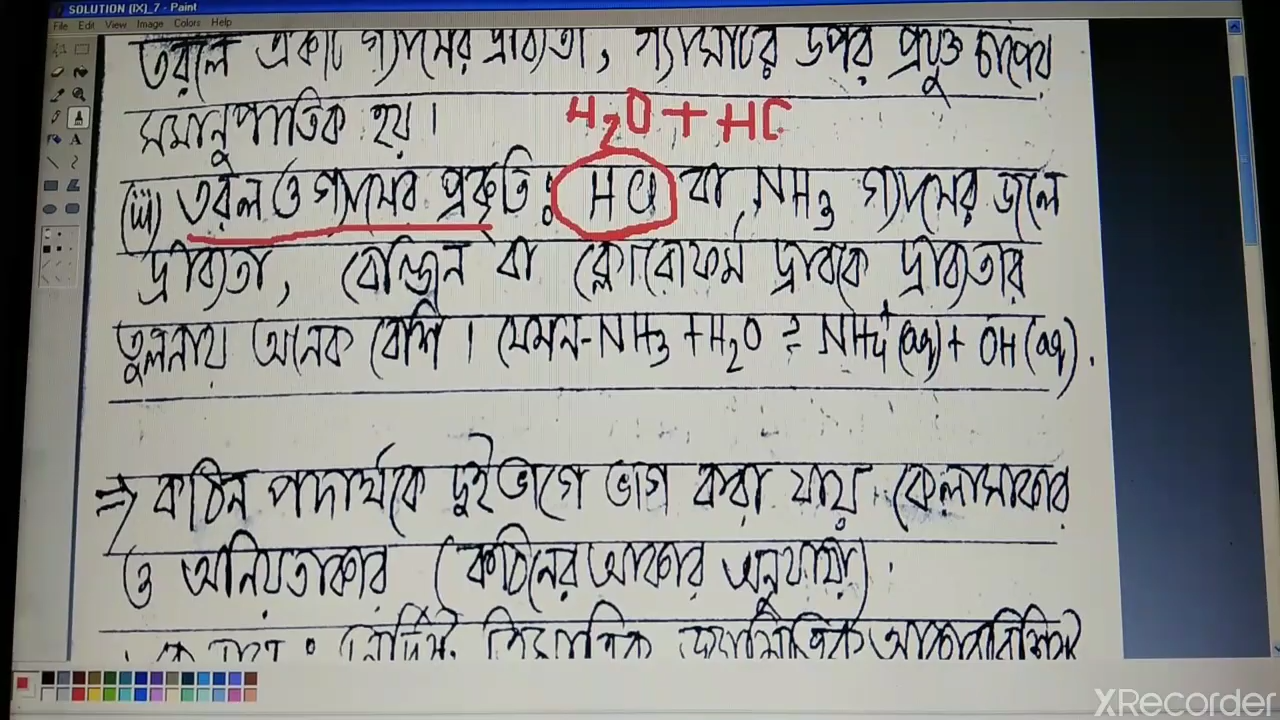 SOLUTION (IX)_7 - Paint
File Edit View Image Colors Help
তরলে একটি গ্যাসের দ্রাব্যতা, গ্যাসটির উপর প্রযুক্ত চাপের
সমানুপাতিক হয়।
H₂O + HC
(iii) তরল ও গ্যাসের প্রকৃতি : HCl বা NH₃ গ্যাসের জলে
দ্রাব্যতা, বেঞ্জিন বা ক্লোরোফর্ম দ্রাবকে দ্রাব্যতার
তুলনায় অনেক বেশি। যেমন-NH₃ + H₂O ? NH₄⁺(aq) + OH(aq).
⇒ কঠিন পদার্থকে দুইভাগে ভাগ করা যায় কেলাসাকার
ও অনিয়তাকার (কঠিনের আকার অনুযায়ী).
XRecorder